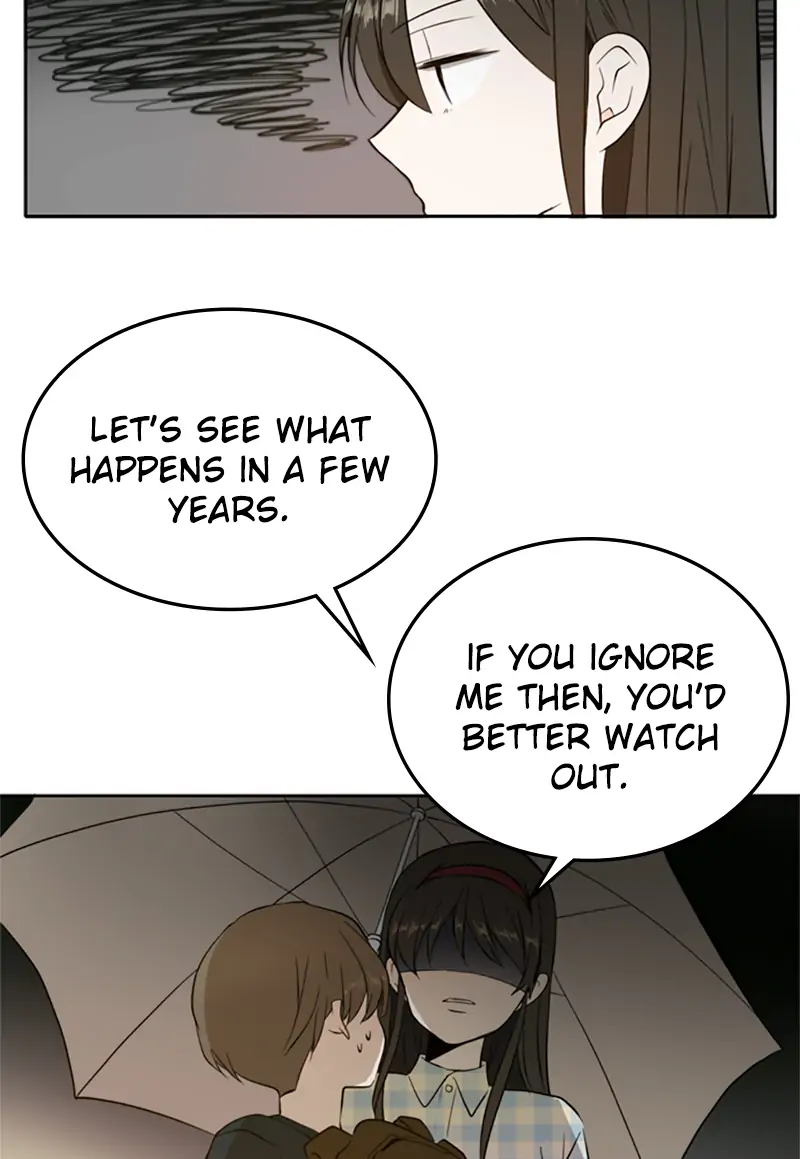 LET'S SEE WHAT
HAPPENS IN A FEW
YEARS.
IF YOU IGNORE
ME THEN, YOU'D
BETTER WATCH
OUT.